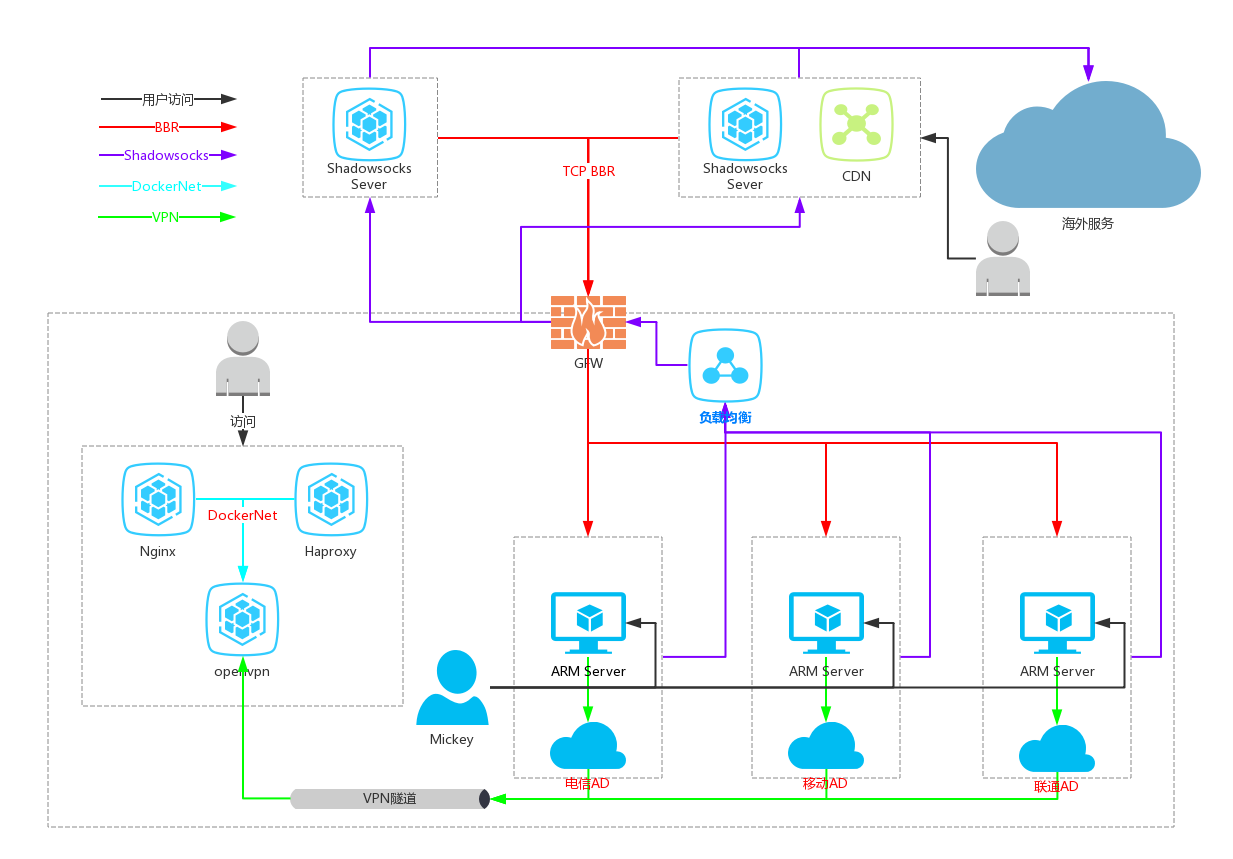 用户访问
BBR
Shadowsocks
DockerNet
VPN
Shadowsocks
Sever
TCP BBR
Shadowsocks
Sever
CDN
海外服务
GFW
负载均衡
访问
Nginx
DockerNet
Haproxy
openvpn
Mickey
ARM Server
ARM Server
ARM Server
电信AD
移动AD
联通AD
VPN隧道